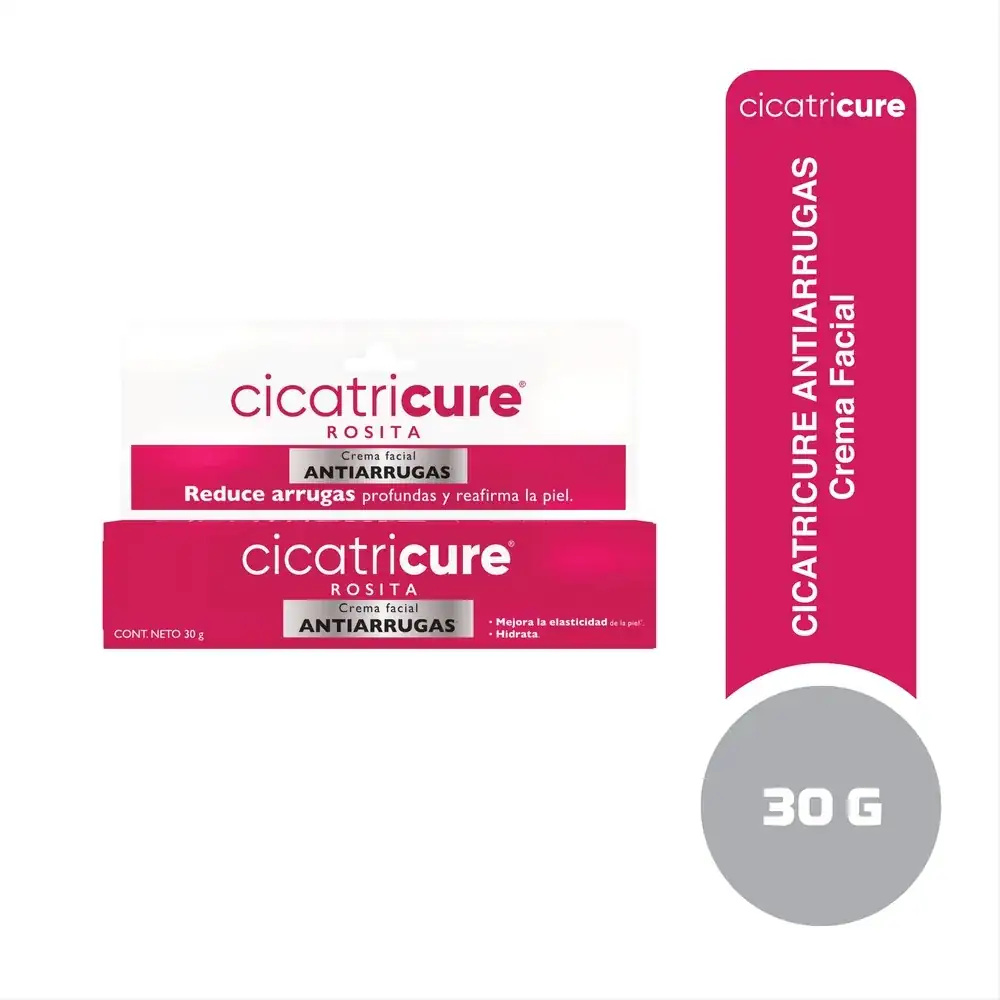 cicatricure®
ROSITA
Crema facial
ANTIARRUGAS
Reduce arrugas profundas y reafirma la piel.
cicatricure®
ROSITA
Crema facial
ANTIARRUGAS
CONT. NETO 30 g
• Mejora la elasticidad de la piel*.
• Hidrata.
cicatricure
CICATRICURE ANTIARRUGAS
Crema Facial
30 G